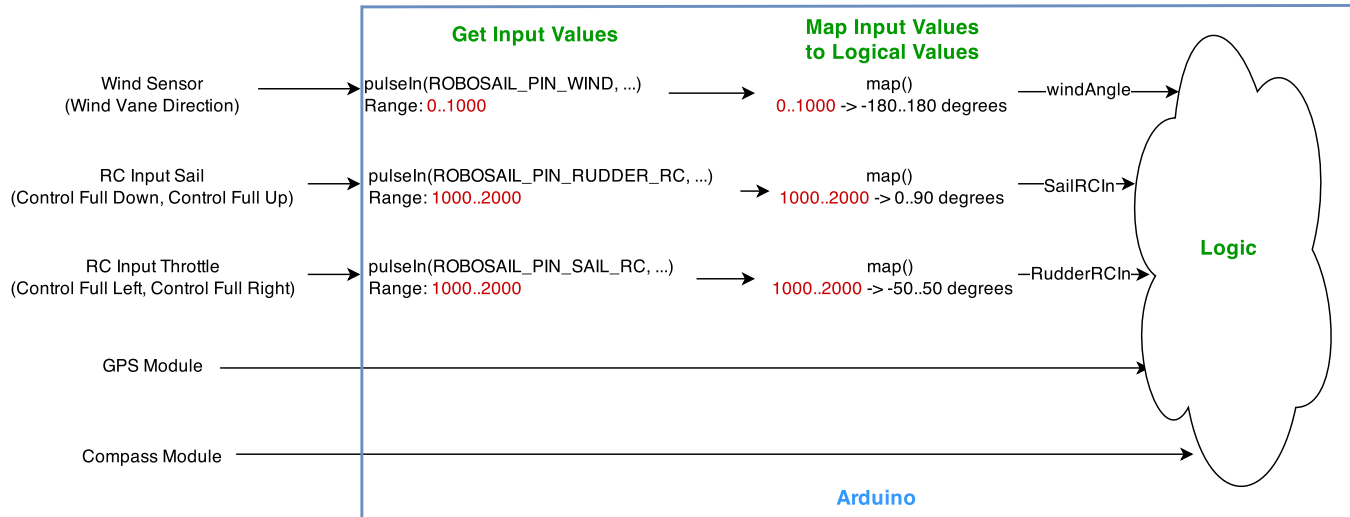 Get Input Values
Map Input Values
to Logical Values
Wind Sensor
(Wind Vane Direction)
pulseIn(ROBOSAIL_PIN_WIND, ...)
Range: 0..1000
map()
0..1000 -> -180..180 degrees
windAngle
RC Input Sail
(Control Full Down, Control Full Up)
pulseIn(ROBOSAIL_PIN_RUDDER_RC, ...)
Range: 1000..2000
map()
1000..2000 -> 0..90 degrees
SailRCIn
Logic
RC Input Throttle
(Control Full Left, Control Full Right)
pulseIn(ROBOSAIL_PIN_SAIL_RC, ...)
Range: 1000..2000
map()
1000..2000 -> -50..50 degrees
RudderRCIn
GPS Module
Compass Module
Arduino